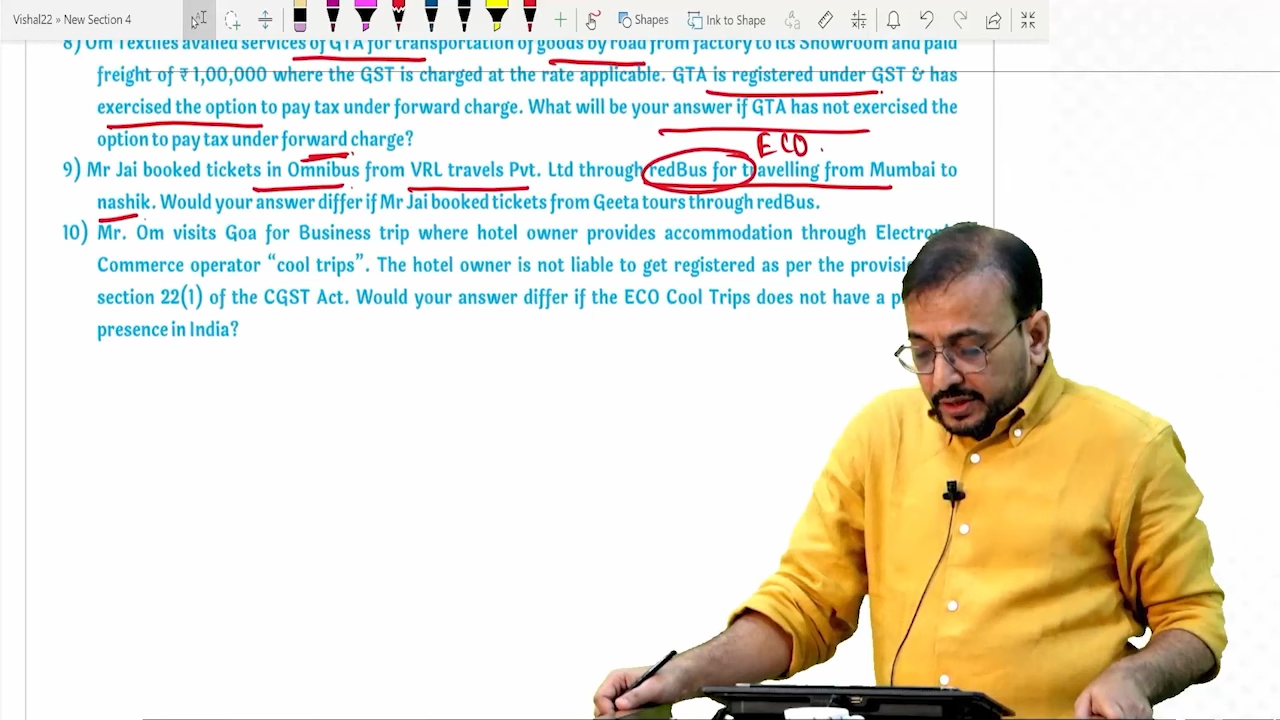 Vishal22 » New Section 4
Shapes
Ink to Shape
8) Om Textiles availed services of GTA for transportation of goods by road from factory to its Showroom and paid
freight of ₹ 1,00,000 where the GST is charged at the rate applicable. GTA is registered under GST & has
exercised the option to pay tax under forward charge. What will be your answer if GTA has not exercised the
option to pay tax under forward charge?
ECO.
9) Mr Jai booked tickets in Omnibus from VRL travels Pvt. Ltd through redBus for travelling from Mumbai to
nashik. Would your answer differ if Mr Jai booked tickets from Geeta tours through redBus.
10) Mr. Om visits Goa for Business trip where hotel owner provides accommodation through
Commerce operator “cool trips”. The hotel owner is not liable to get registered as per the
section 22(1) of the CGST Act. Would your answer differ if the ECO Cool Trips does not have a
presence in India?